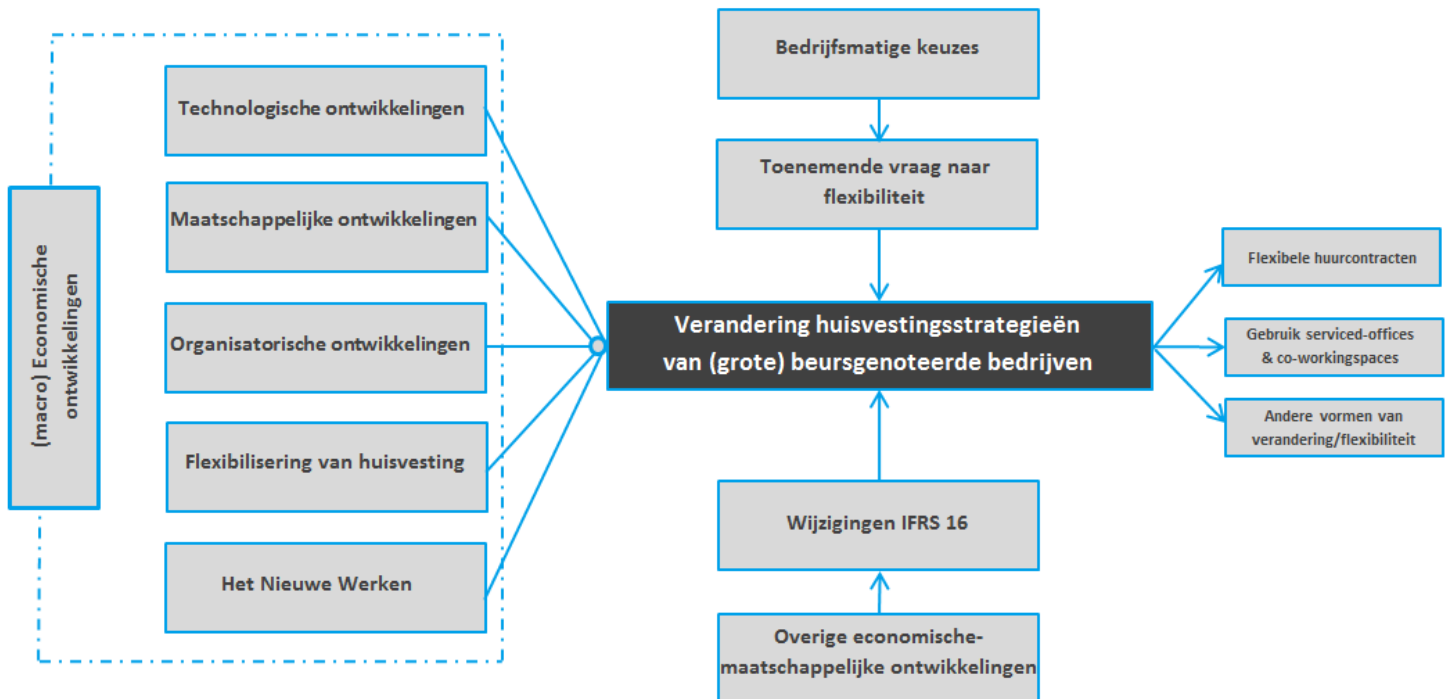 (macro) Economische
ontwikkelingen
Technologische ontwikkelingen
Maatschappelijke ontwikkelingen
Organisatorische ontwikkelingen
Flexibilisering van huisvesting
Het Nieuwe Werken
Bedrijfsmatige keuzes
Toenemende vraag naar
flexibiliteit
Verandering huisvestingsstrategieën
van (grote) beursgenoteerde bedrijven
Wijzigingen IFRS 16
Overige economische-
maatschappelijke ontwikkelingen
Flexibele huurcontracten
Gebruik serviced-offices
& co-workingspaces
Andere vormen van
verandering/flexibiliteit